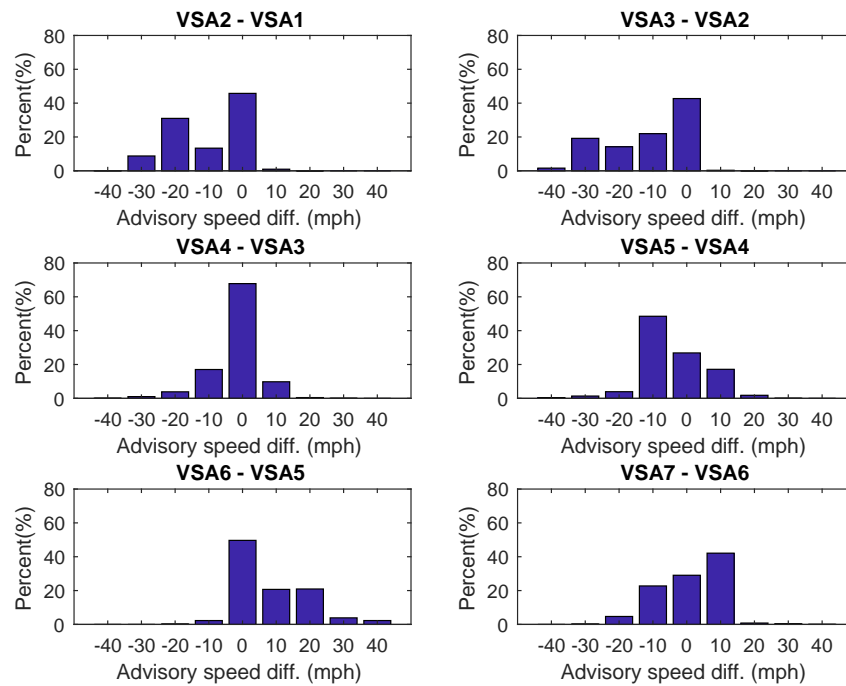 VSA2 - VSA1
80
60
40
20
0
Percent(%)
-40 -30 -20 -10 0 10 20 30 40
Advisory speed diff. (mph)
VSA3 - VSA2
80
60
40
20
0
Percent(%)
-40 -30 -20 -10 0 10 20 30 40
Advisory speed diff. (mph)
VSA4 - VSA3
80
60
40
20
0
Percent(%)
-40 -30 -20 -10 0 10 20 30 40
Advisory speed diff. (mph)
VSA5 - VSA4
80
60
40
20
0
Percent(%)
-40 -30 -20 -10 0 10 20 30 40
Advisory speed diff. (mph)
VSA6 - VSA5
80
60
40
20
0
Percent(%)
-40 -30 -20 -10 0 10 20 30 40
Advisory speed diff. (mph)
VSA7 - VSA6
80
60
40
20
0
Percent(%)
-40 -30 -20 -10 0 10 20 30 40
Advisory speed diff. (mph)